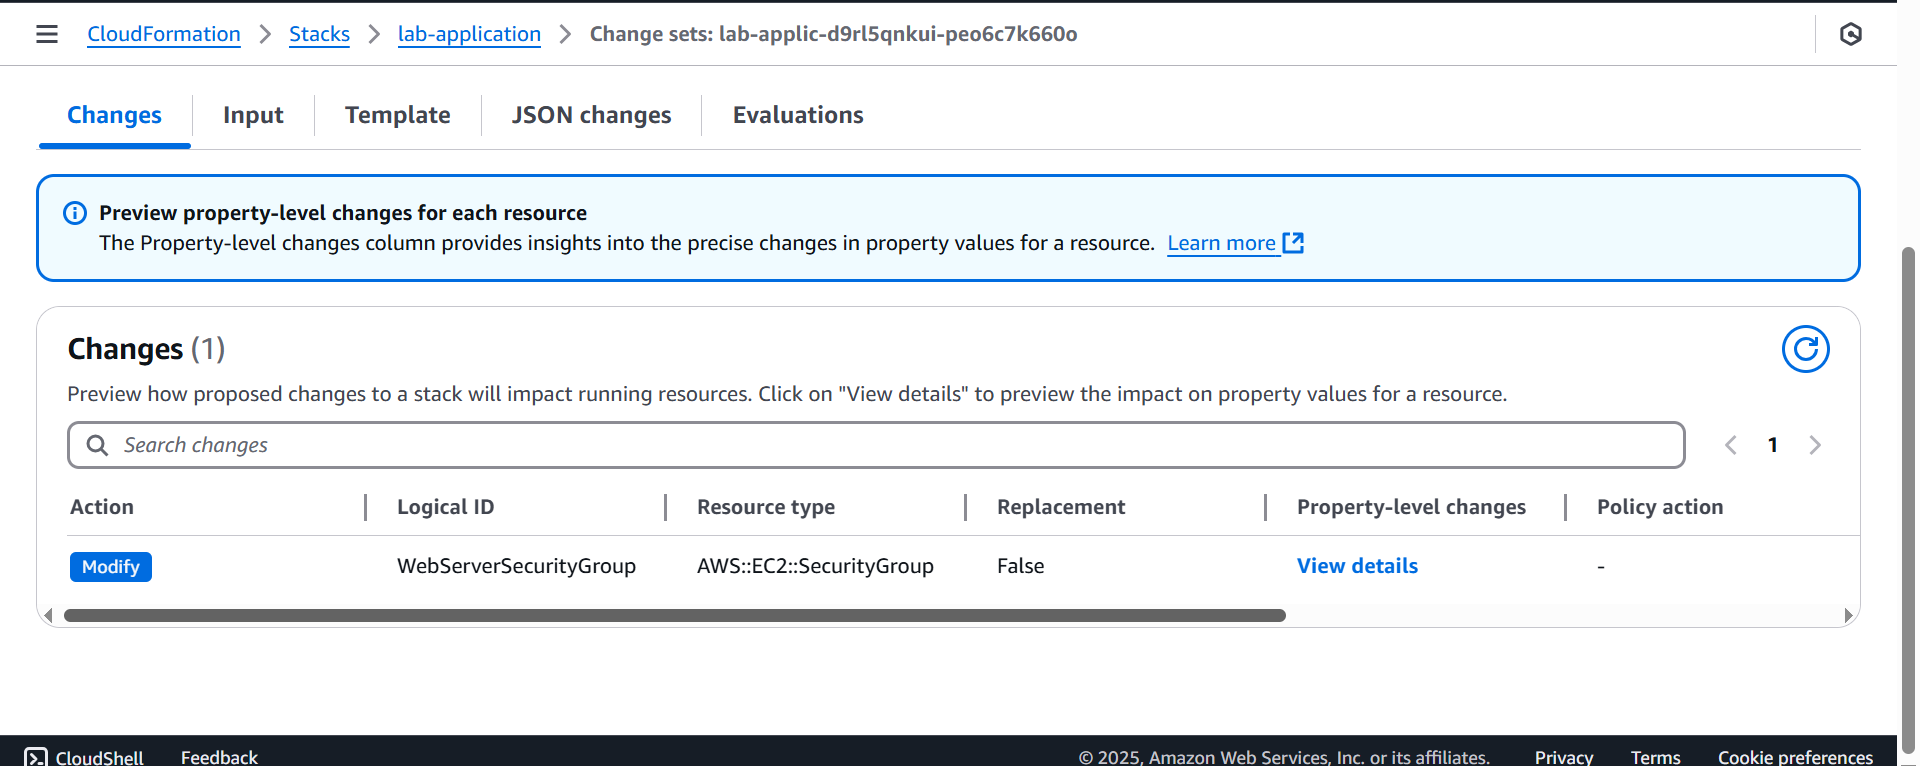 CloudFormation > Stacks > lab-application > Change sets: lab-applic-d9rl5qnkui-peo6c7k660o
Changes Input Template JSON changes Evaluations
Preview property-level changes for each resource
The Property-level changes column provides insights into the precise changes in property values for a resource. Learn more
Changes (1)
Preview how proposed changes to a stack will impact running resources. Click on "View details" to preview the impact on property values for a resource.
Search changes
1
Action Logical ID Resource type Replacement Property-level changes Policy action
Modify WebServerSecurityGroup AWS::EC2::SecurityGroup False View details -
CloudShell Feedback © 2025, Amazon Web Services, Inc. or its affiliates. Privacy Terms Cookie preferences